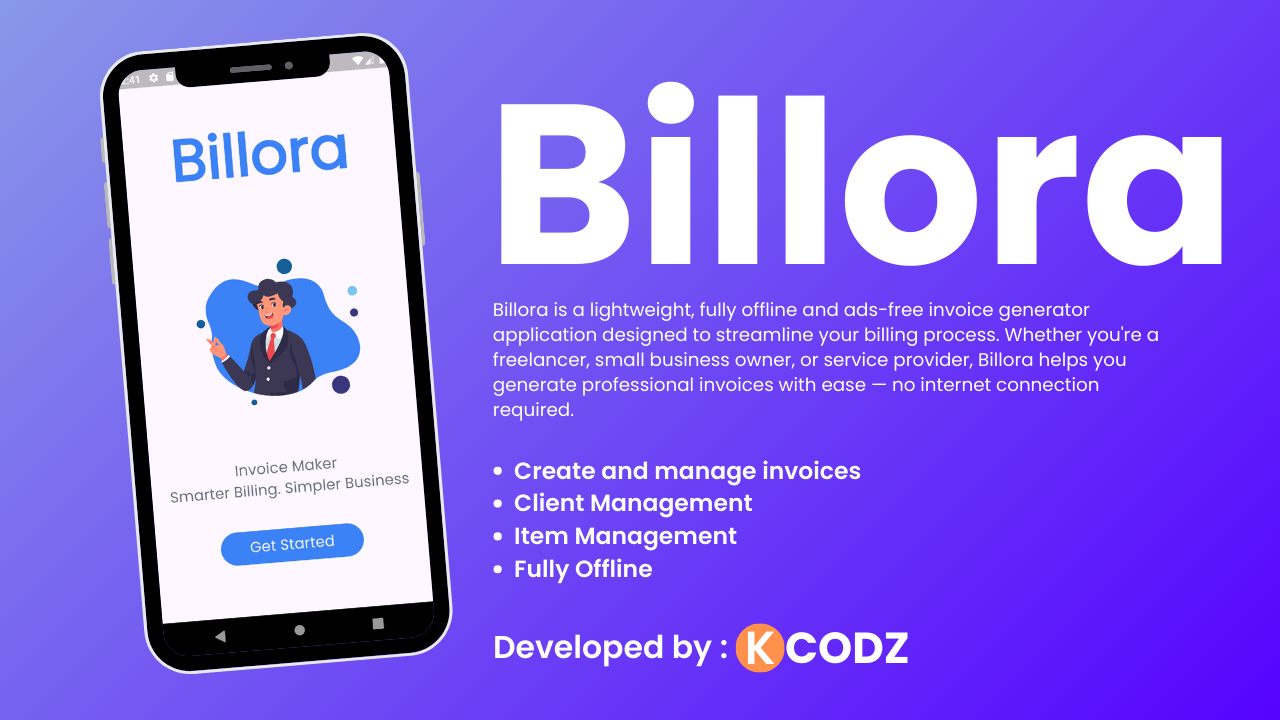 :41
Billora
Invoice Maker
Smarter Billing. Simpler Business
Get Started
Billora
Billora is a lightweight, fully offline and ads-free invoice generator
application designed to streamline your billing process. Whether you're a
freelancer, small business owner, or service provider, Billora helps you
generate professional invoices with ease — no internet connection
required.
• Create and manage invoices
• Client Management
• Item Management
• Fully Offline
Developed by : KCODZ